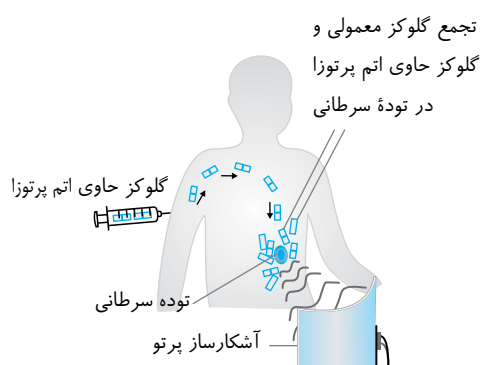 تجمع گلوکز معمولی و
گلوکز حاوی اتم پرتوزا
در تودهٔ سرطانی
گلوکز حاوی اتم پرتوزا
توده سرطانی
آشکارساز پرتو